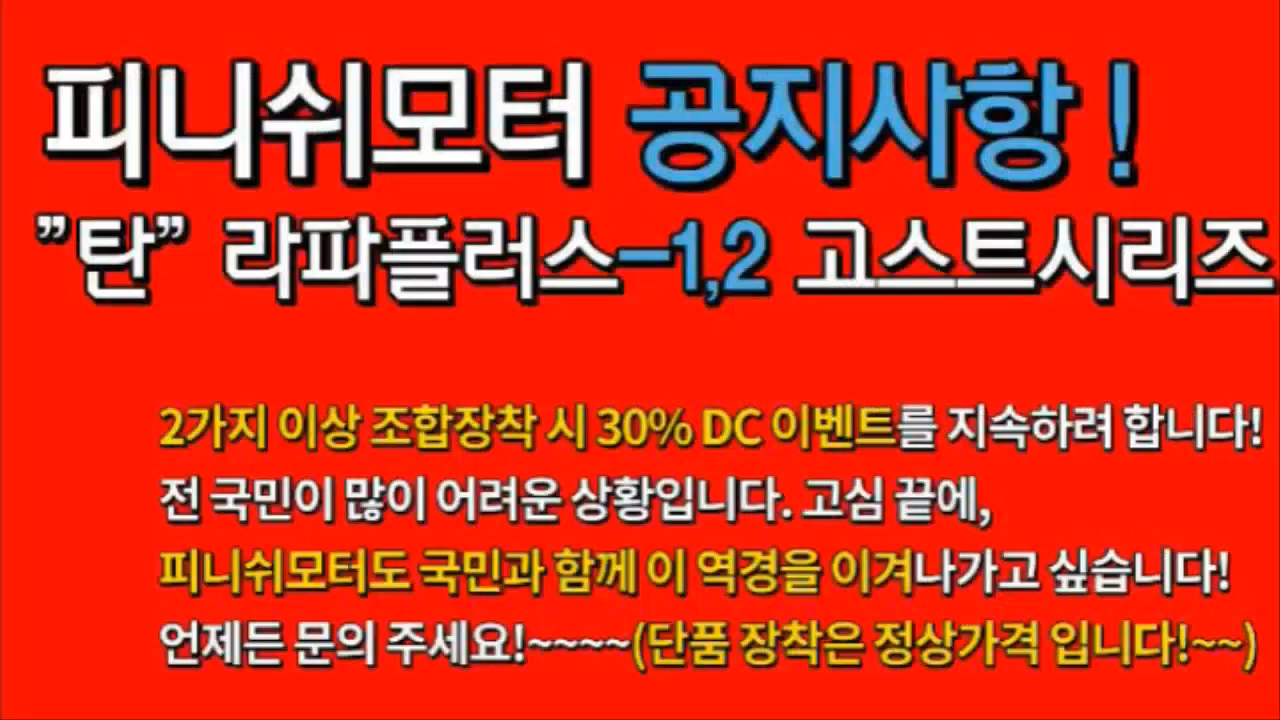 피니쉬모터 공지사항 !
”탄” 라파플러스-1,2 고스트시리즈
2가지 이상 조합장착 시 30% DC 이벤트를 지속하려 합니다!
전 국민이 많이 어려운 상황입니다. 고심 끝에,
피니쉬모터도 국민과 함께 이 역경을 이겨나가고 싶습니다!
언제든 문의 주세요!~~~~(단품 장착은 정상가격 입니다!~~)